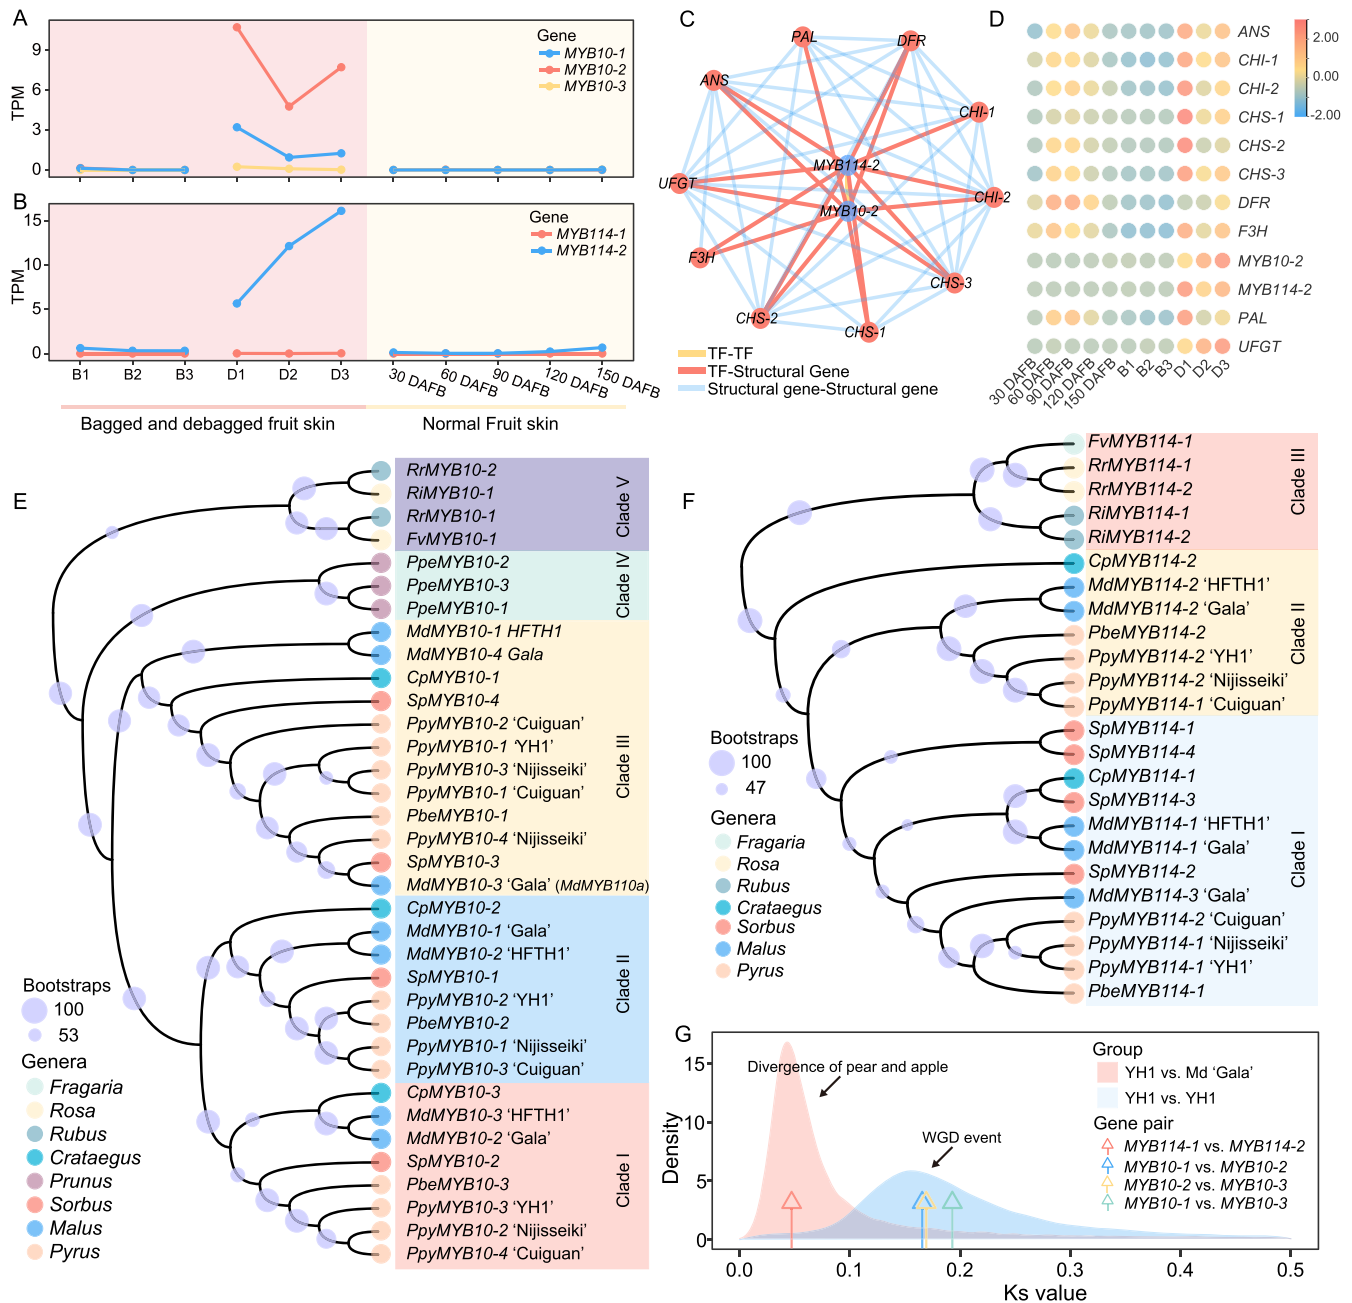 A
TPM
9
6
3
0
Gene
MYB10-1
MYB10-2
MYB10-3
B
TPM
15
10
5
0
Gene
MYB114-1
MYB114-2
B1
B2
B3
D1
D2
D3
30 DAFB
60 DAFB
90 DAFB
120 DAFB
150 DAFB
Bagged and debagged fruit skin
Normal Fruit skin
C
PAL
DFR
ANS
CHI-1
MYB114-2
UFGT
CHI-2
MYB10-2
F3H
CHS-3
CHS-2
CHS-1
TF-TF
TF-Structural Gene
Structural gene-Structural gene
D
ANS
CHI-1
CHI-2
CHS-1
CHS-2
CHS-3
DFR
F3H
MYB10-2
MYB114-2
PAL
UFGT
30 DAFB
60 DAFB
90 DAFB
120 DAFB
150 DAFB
B1
B2
B3
D1
D2
D3
2.00
0.00
-2.00
E
RrMYB10-2
RiMYB10-1
RrMYB10-1
FvMYB10-1
Clade V
PpeMYB10-2
PpeMYB10-3
PpeMYB10-1
Clade IV
MdMYB10-1 HFTH1
MdMYB10-4 Gala
CpMYB10-1
SpMYB10-4
PpyMYB10-2 ‘Cuiguan’
PpyMYB10-1 ‘YH1’
PpyMYB10-3 ‘Nijisseiki’
PpyMYB10-1 ‘Cuiguan’
PbeMYB10-1
PpyMYB10-4 ‘Nijisseiki’
SpMYB10-3
MdMYB10-3 ‘Gala’ (MdMYB110a)
Clade III
CpMYB10-2
MdMYB10-1 ‘Gala’
MdMYB10-2 ‘HFTH1’
SpMYB10-1
PpyMYB10-2 ‘YH1’
PbeMYB10-2
PpyMYB10-1 ‘Nijisseiki’
PpyMYB10-3 ‘Cuiguan’
Clade II
CpMYB10-3
MdMYB10-3 ‘HFTH1’
MdMYB10-2 ‘Gala’
SpMYB10-2
PbeMYB10-3
PpyMYB10-3 ‘YH1’
PpyMYB10-2 ‘Nijisseiki’
PpyMYB10-4 ‘Cuiguan’
Clade I
Bootstraps
100
53
Genera
Fragaria
Rosa
Rubus
Crataegus
Prunus
Sorbus
Malus
Pyrus
F
FvMYB114-1
RrMYB114-1
RrMYB114-2
RiMYB114-1
RiMYB114-2
Clade III
CpMYB114-2
MdMYB114-2 ‘HFTH1’
MdMYB114-2 ‘Gala’
PbeMYB114-2
PpyMYB114-2 ‘YH1’
PpyMYB114-2 ‘Nijisseiki’
PpyMYB114-1 ‘Cuiguan’
Clade II
SpMYB114-1
SpMYB114-4
CpMYB114-1
SpMYB114-3
MdMYB114-1 ‘HFTH1’
MdMYB114-1 ‘Gala’
SpMYB114-2
MdMYB114-3 ‘Gala’
PpyMYB114-2 ‘Cuiguan’
PpyMYB114-1 ‘Nijisseiki’
PpyMYB114-1 ‘YH1’
PbeMYB114-1
Clade I
Bootstraps
100
47
Genera
Fragaria
Rosa
Rubus
Crataegus
Sorbus
Malus
Pyrus
G
Density
15
10
5
0
Divergence of pear and apple
WGD event
Group
YH1 vs. Md ‘Gala’
YH1 vs. YH1
Gene pair
MYB114-1 vs. MYB114-2
MYB10-1 vs. MYB10-2
MYB10-2 vs. MYB10-3
MYB10-1 vs. MYB10-3
0.0
0.1
0.2
0.3
0.4
0.5
Ks value